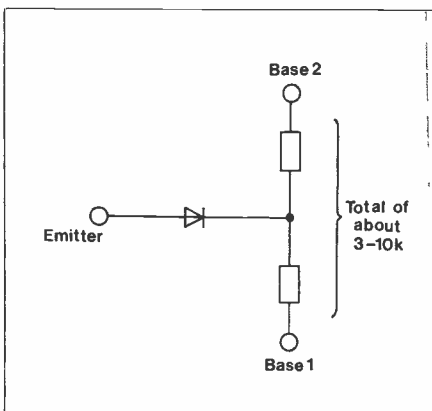 Base 2
Emitter
Total of
about
3-10k
Base 1